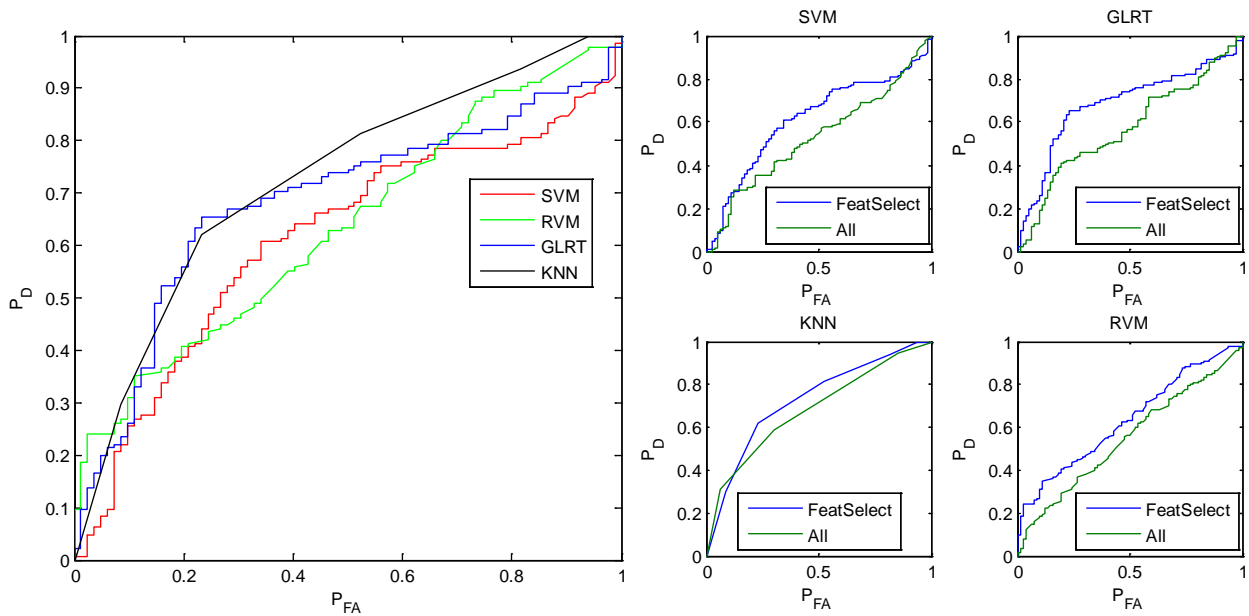 1
0.9
0.8
0.7
0.6
0.5
0.4
0.3
0.2
0.1
0
P_D
0 0.2 0.4 0.6 0.8 1
P_FA
SVM
RVM
GLRT
KNN
SVM
1
0.8
0.6
0.4
0.2
0
P_D
0 0.5 1
P_FA
FeatSelect
All
GLRT
1
0.8
0.6
0.4
0.2
0
P_D
0 0.5 1
P_FA
FeatSelect
All
KNN
1
0.8
0.6
0.4
0.2
0
P_D
0 0.5 1
P_FA
FeatSelect
All
RVM
1
0.8
0.6
0.4
0.2
0
P_D
0 0.5 1
P_FA
FeatSelect
All